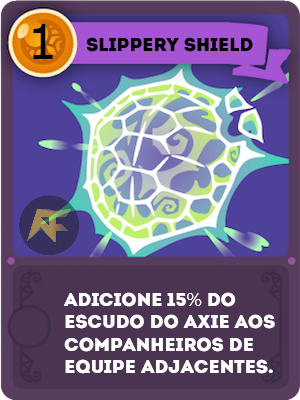 1
SLIPPERY SHIELD
ADICIONE 15% DO
ESCUDO DO AXIE AOS
COMPANHEIROS DE
EQUIPE ADJACENTES.